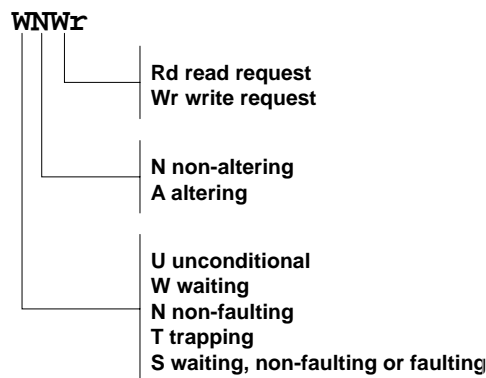 WNWr
Rd read request
Wr write request
N non-altering
A altering
U unconditional
W waiting
N non-faulting
T trapping
S waiting, non-faulting or faulting